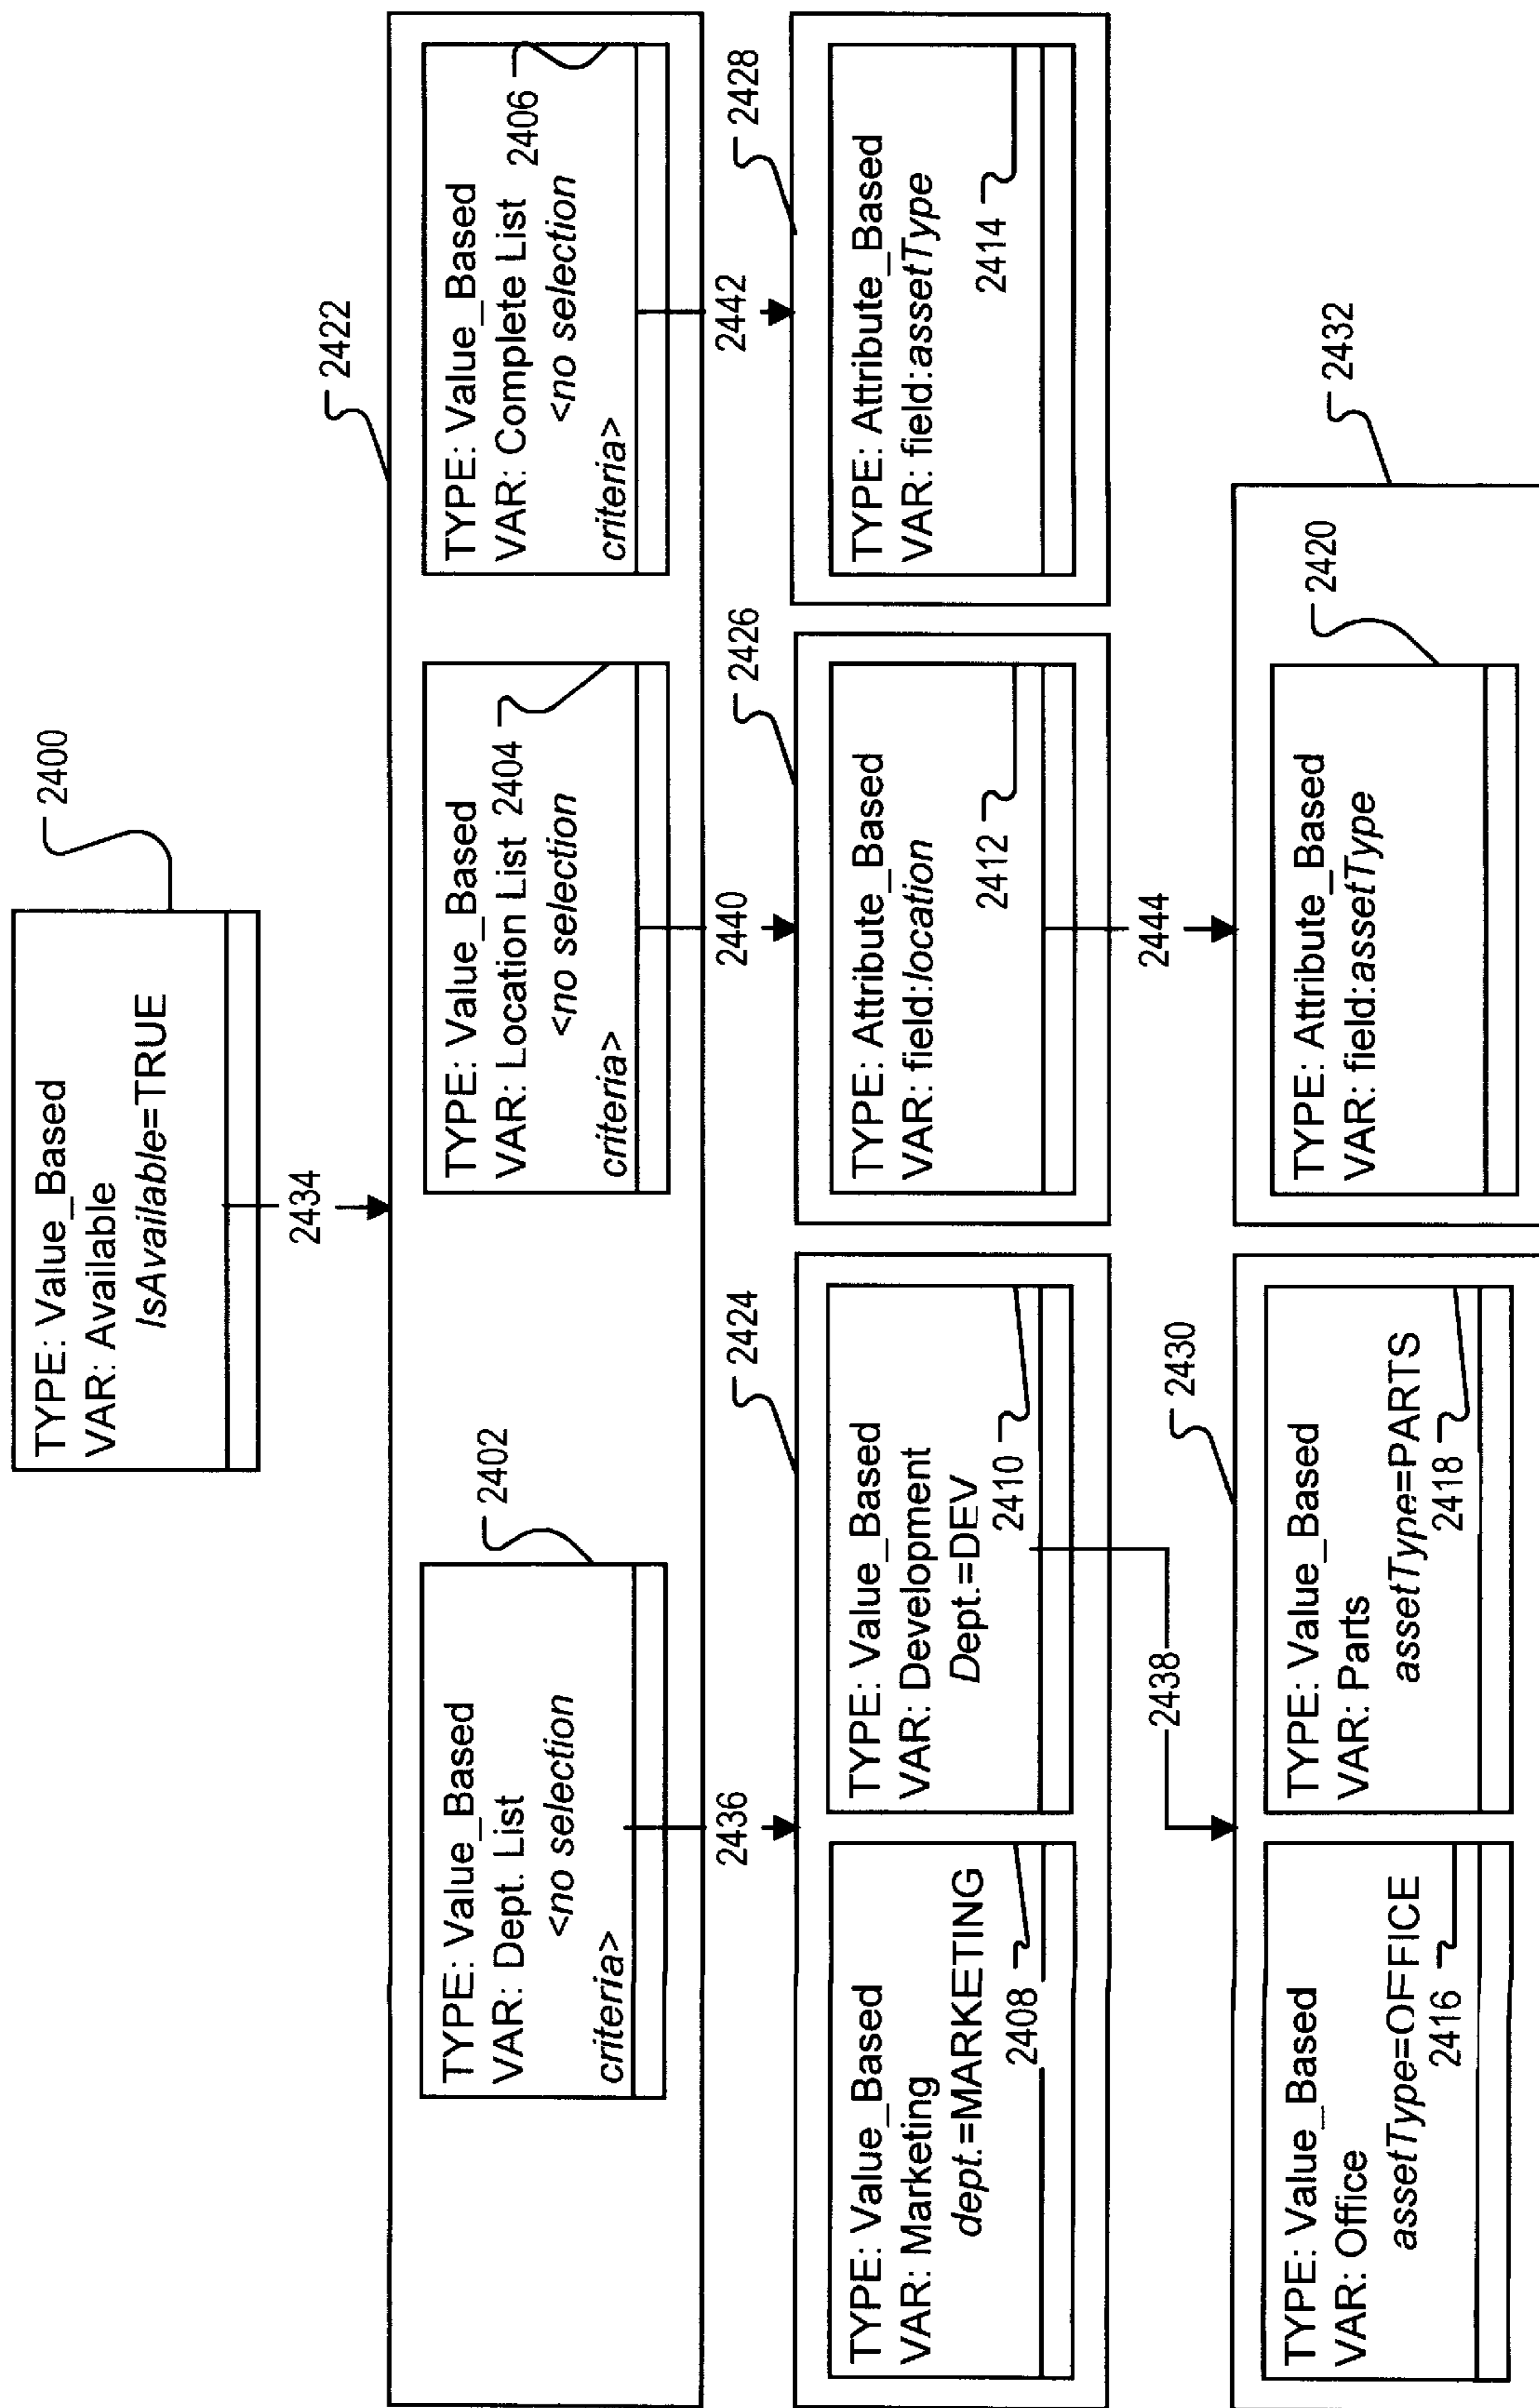 TYPE: Value_Based
VAR: Available
IsAvailable=TRUE
2400
2434
2422
TYPE: Value_Based
VAR: Dept. List
<no selection
criteria>
2402
TYPE: Value_Based
VAR: Location List 2404
<no selection
criteria>
TYPE: Value_Based
VAR: Complete List 2406
<no selection
criteria>
2436
2440
2442
2424
2426
2428
TYPE: Value_Based
VAR: Marketing
dept.=MARKETING
2408
TYPE: Value_Based
VAR: Development
Dept.=DEV
2410
TYPE: Attribute_Based
VAR: field:location
2412
TYPE: Attribute_Based
VAR: field:assetType
2414
2438
2444
2430
2432
TYPE: Value_Based
VAR: Office
assetType=OFFICE
2416
TYPE: Value_Based
VAR: Parts
assetType=PARTS
2418
TYPE: Attribute_Based
VAR: field:assetType
2420